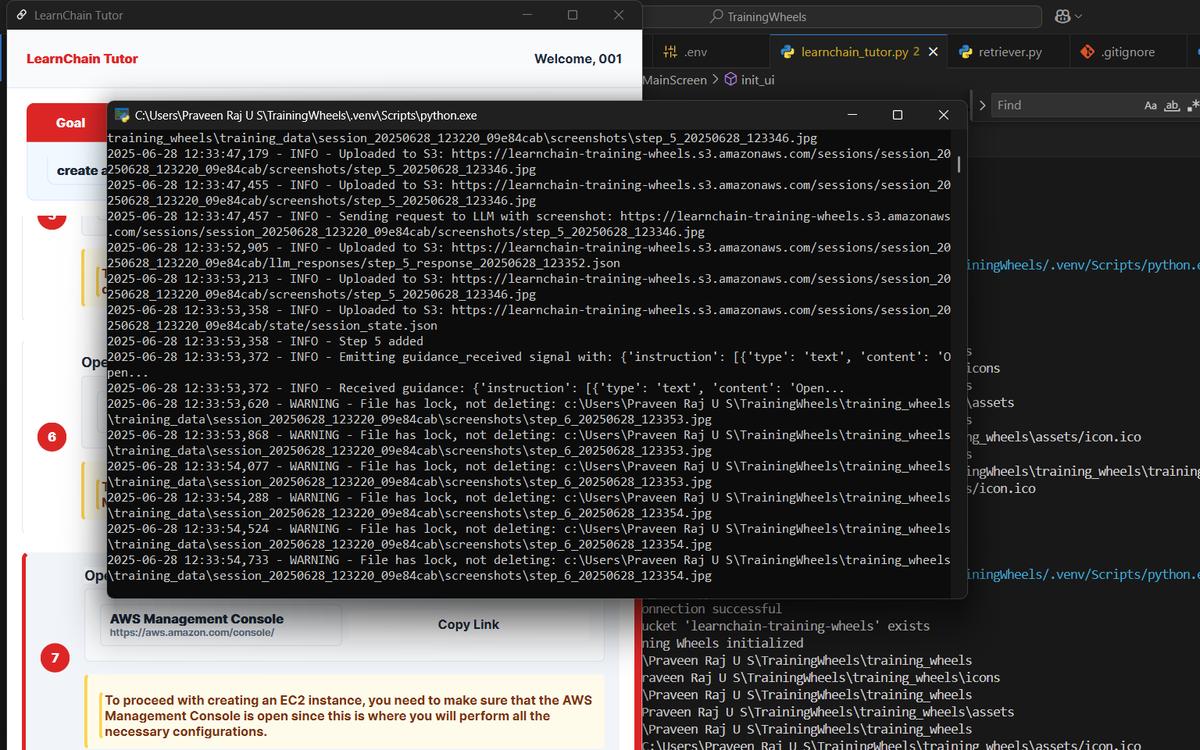 LearnChain Tutor
TrainingWheels
LearnChain Tutor
Welcome, 001
.env
learnchain_tutor.py 2
retriever.py
.gitignore
MainScreen > init_ui
Find
Aa ab
Goal
create a
C:\Users\Praveen Raj U S\TrainingWheels\.venv\Scripts\python.exe
training_wheels\training_data\session_20250628_123220_09e84cab\screenshots\step_5_20250628_123346.jpg
2025-06-28 12:33:47,179 - INFO - Uploaded to S3: https://learnchain-training-wheels.s3.amazonaws.com/sessions/session_20
250628_123220_09e84cab/screenshots/step_5_20250628_123346.jpg
2025-06-28 12:33:47,455 - INFO - Uploaded to S3: https://learnchain-training-wheels.s3.amazonaws.com/sessions/session_20
250628_123220_09e84cab/screenshots/step_5_20250628_123346.jpg
2025-06-28 12:33:47,457 - INFO - Sending request to LLM with screenshot: https://learnchain-training-wheels.s3.amazonaws
.com/sessions/session_20250628_123220_09e84cab/screenshots/step_5_20250628_123346.jpg
2025-06-28 12:33:52,905 - INFO - Uploaded to S3: https://learnchain-training-wheels.s3.amazonaws.com/sessions/session_20
250628_123220_09e84cab/llm_responses/step_5_response_20250628_123352.json
2025-06-28 12:33:53,213 - INFO - Uploaded to S3: https://learnchain-training-wheels.s3.amazonaws.com/sessions/session_20
250628_123220_09e84cab/screenshots/step_5_20250628_123346.jpg
2025-06-28 12:33:53,358 - INFO - Uploaded to S3: https://learnchain-training-wheels.s3.amazonaws.com/sessions/session_20
250628_123220_09e84cab/state/session_state.json
2025-06-28 12:33:53,358 - INFO - Step 5 added
2025-06-28 12:33:53,372 - INFO - Emitting guidance_received signal with: {'instruction': [{'type': 'text', 'content': 'O
pen...
2025-06-28 12:33:53,372 - INFO - Received guidance: {'instruction': [{'type': 'text', 'content': 'Open...
2025-06-28 12:33:53,620 - WARNING - File has lock, not deleting: c:\Users\Praveen Raj U S\TrainingWheels\training_wheels
\training_data\session_20250628_123220_09e84cab\screenshots\step_6_20250628_123353.jpg
2025-06-28 12:33:53,868 - WARNING - File has lock, not deleting: c:\Users\Praveen Raj U S\TrainingWheels\training_wheels
\training_data\session_20250628_123220_09e84cab\screenshots\step_6_20250628_123353.jpg
2025-06-28 12:33:54,077 - WARNING - File has lock, not deleting: c:\Users\Praveen Raj U S\TrainingWheels\training_wheels
\training_data\session_20250628_123220_09e84cab\screenshots\step_6_20250628_123353.jpg
2025-06-28 12:33:54,288 - WARNING - File has lock, not deleting: c:\Users\Praveen Raj U S\TrainingWheels\training_wheels
\training_data\session_20250628_123220_09e84cab\screenshots\step_6_20250628_123354.jpg
2025-06-28 12:33:54,524 - WARNING - File has lock, not deleting: c:\Users\Praveen Raj U S\TrainingWheels\training_wheels
\training_data\session_20250628_123220_09e84cab\screenshots\step_6_20250628_123354.jpg
2025-06-28 12:33:54,733 - WARNING - File has lock, not deleting: c:\Users\Praveen Raj U S\TrainingWheels\training_wheels
\training_data\session_20250628_123220_09e84cab\screenshots\step_6_20250628_123354.jpg
iningWheels/.venv/Scripts/python.e
s
icons
s
\assets
s
ng_wheels\assets/icon.ico
s
ingWheels\training_wheels\training
s/icon.ico
iningWheels/.venv/Scripts/python.e
Ope
6
Ope
AWS Management Console
https://aws.amazon.com/console/
Copy Link
7
To proceed with creating an EC2 instance, you need to make sure that the AWS
Management Console is open since this is where you will perform all the
necessary configurations.
onnection successful
ucket 'learnchain-training-wheels' exists
ning Wheels initialized
\Praveen Raj U S\TrainingWheels\training_wheels
raveen Raj U S\TrainingWheels\training_wheels\icons
\Praveen Raj U S\TrainingWheels\training_wheels
Praveen Raj U S\TrainingWheels\training_wheels\assets
\Praveen Raj U S\TrainingWheels\training_wheels
C:\Users\Praveen Raj U S\TrainingWheels\training_wheels\assets/icon.ico